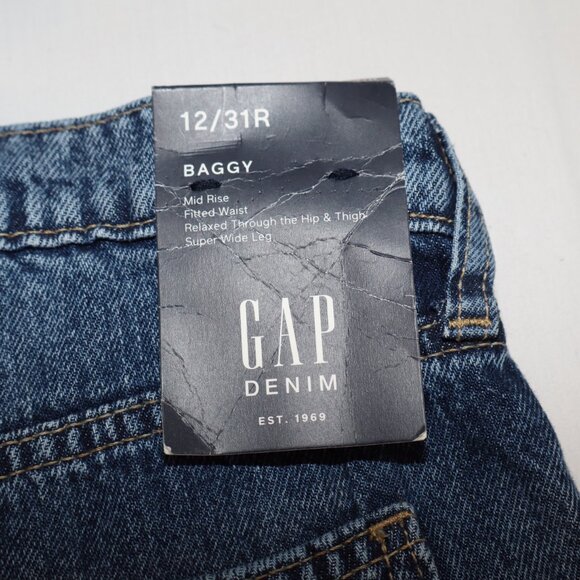 12/31R
BAGGY
Mid Rise
Fitted Waist
Relaxed Through the Hip & Thigh
Super Wide Leg
GAP
DENIM
EST. 1969